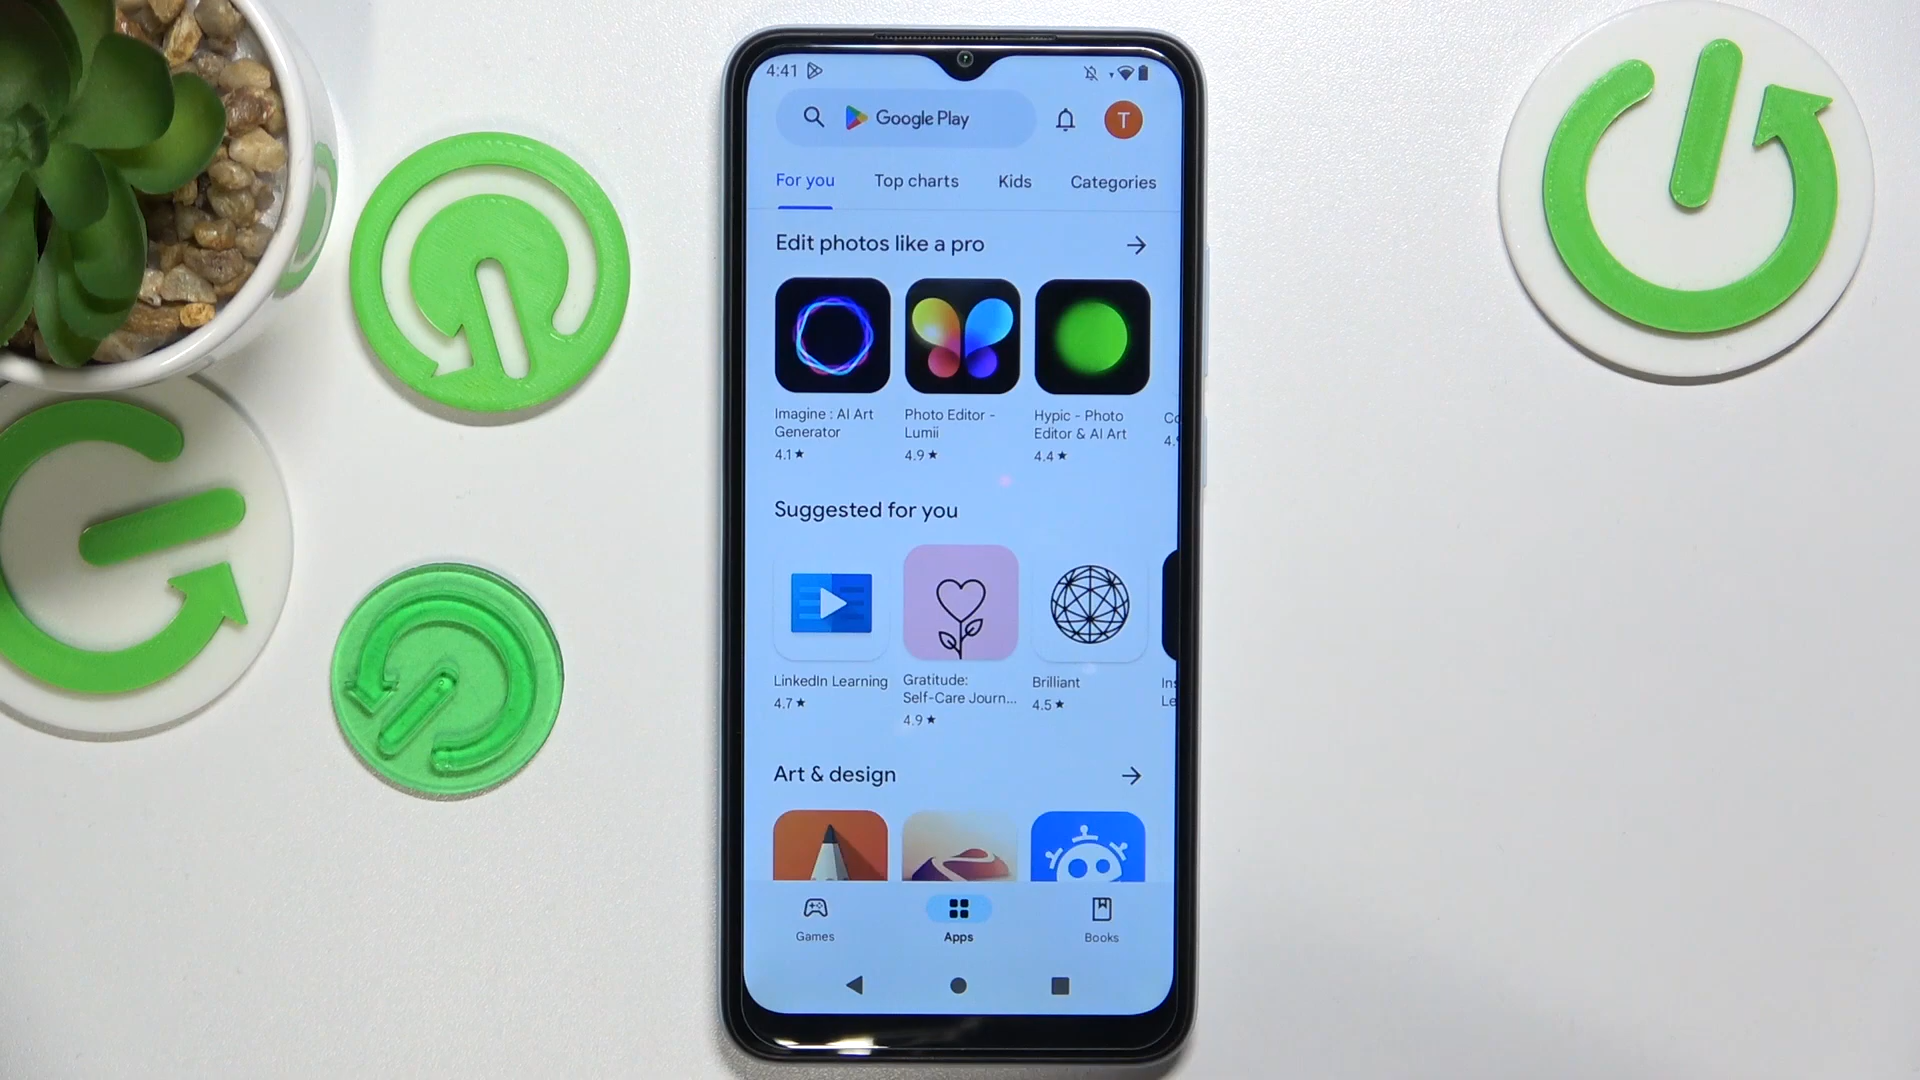 4:41
Google Play
T
For you Top charts Kids Categories
Edit photos like a pro
Imagine : AI Art
Generator
4.1★
Photo Editor -
Lumii
4.9★
Hypic - Photo
Editor & AI Art
4.4★
4.
Suggested for you
LinkedIn Learning
4.7★
Gratitude:
Self-Care Journ...
4.9★
Brilliant
4.5★
Art & design
Games Apps Books